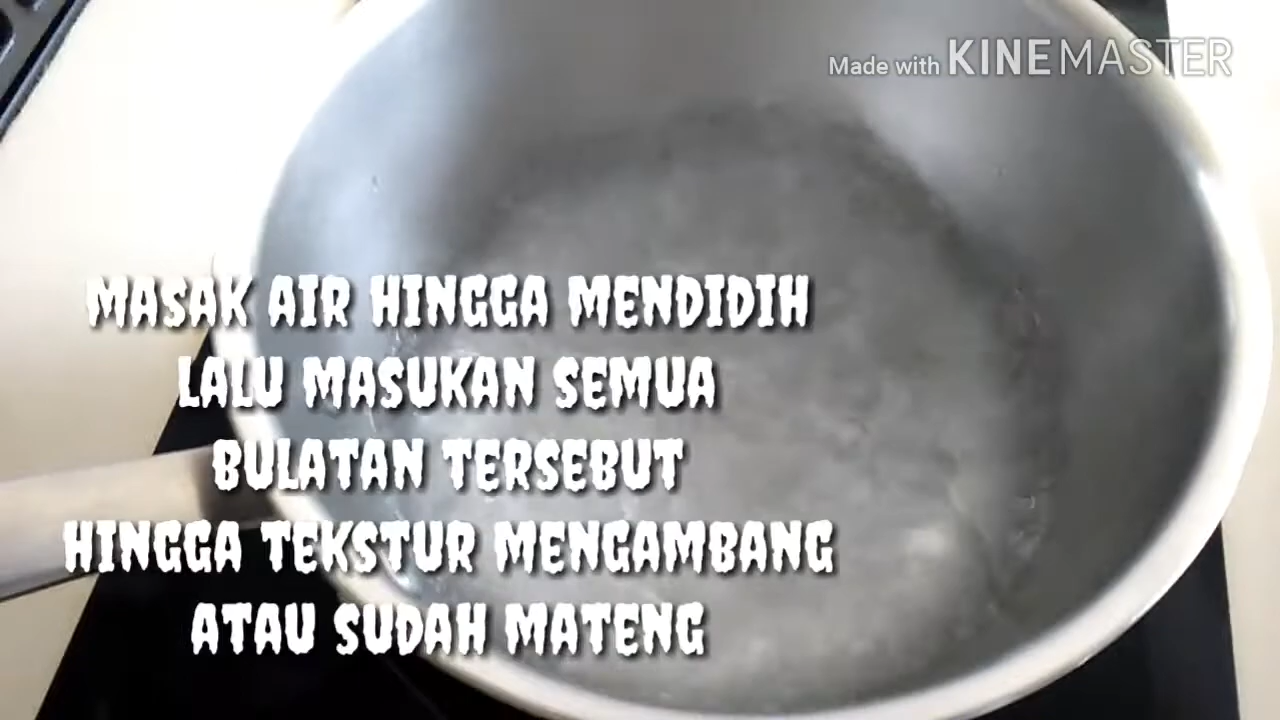 Made with KINEMASTER
MASAK AIR HINGGA MENDIDIH
LALU MASUKAN SEMUA
BULATAN TERSEBUT
HINGGA TEKSTUR MENGAMBANG
ATAU SUDAH MATENG